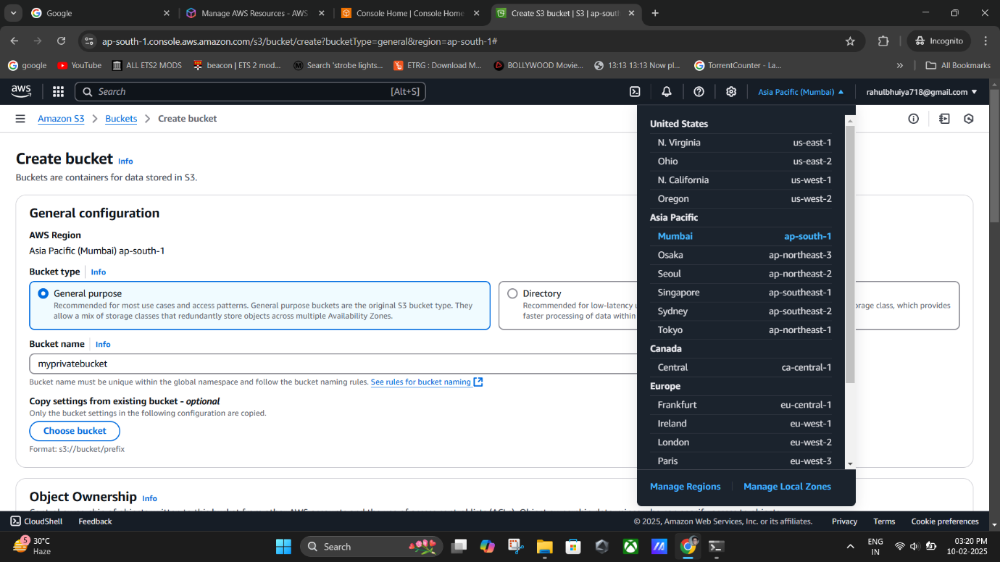 Google
Manage AWS Resources - AWS
Console Home | Console Home
Create S3 bucket | S3 | ap-sout
ap-south-1.console.aws.amazon.com/s3/bucket/create?bucketType=general&region=ap-south-1#
Incognito
google
YouTube
ALL ETS2 MODS
beacon | ETS 2 mod...
Search 'strobe lights...
ETRG : Download M...
BOLLYWOOD Movie...
13:13 13:13 Now pl...
TorrentCounter - La...
All Bookmarks
aws
Search
[Alt+S]
Asia Pacific (Mumbai)
rahulbhuiya718@gmail.com
Amazon S3 > Buckets > Create bucket
Create bucket Info
Buckets are containers for data stored in S3.
General configuration
AWS Region
Asia Pacific (Mumbai) ap-south-1
Bucket type Info
General purpose
Recommended for most use cases and access patterns. General purpose buckets are the original S3 bucket type. They
allow a mix of storage classes that redundantly store objects across multiple Availability Zones.
Directory
Recommended for low-latency
orage class, which provides
faster processing of data within
Bucket name Info
myprivatebucket
Bucket name must be unique within the global namespace and follow the bucket naming rules. See rules for bucket naming
Copy settings from existing bucket - optional
Only the bucket settings in the following configuration are copied.
Choose bucket
Format: s3://bucket/prefix
Object Ownership Info
United States
N. Virginia us-east-1
Ohio us-east-2
N. California us-west-1
Oregon us-west-2
Asia Pacific
Mumbai ap-south-1
Osaka ap-northeast-3
Seoul ap-northeast-2
Singapore ap-southeast-1
Sydney ap-southeast-2
Tokyo ap-northeast-1
Canada
Central ca-central-1
Europe
Frankfurt eu-central-1
Ireland eu-west-1
London eu-west-2
Paris eu-west-3
Manage Regions
Manage Local Zones
CloudShell
Feedback
© 2025, Amazon Web Services, Inc. or its affiliates.
Privacy
Terms
Cookie preferences
5
30°C
Haze
Search
ENG
IN
03:20 PM
10-02-2025